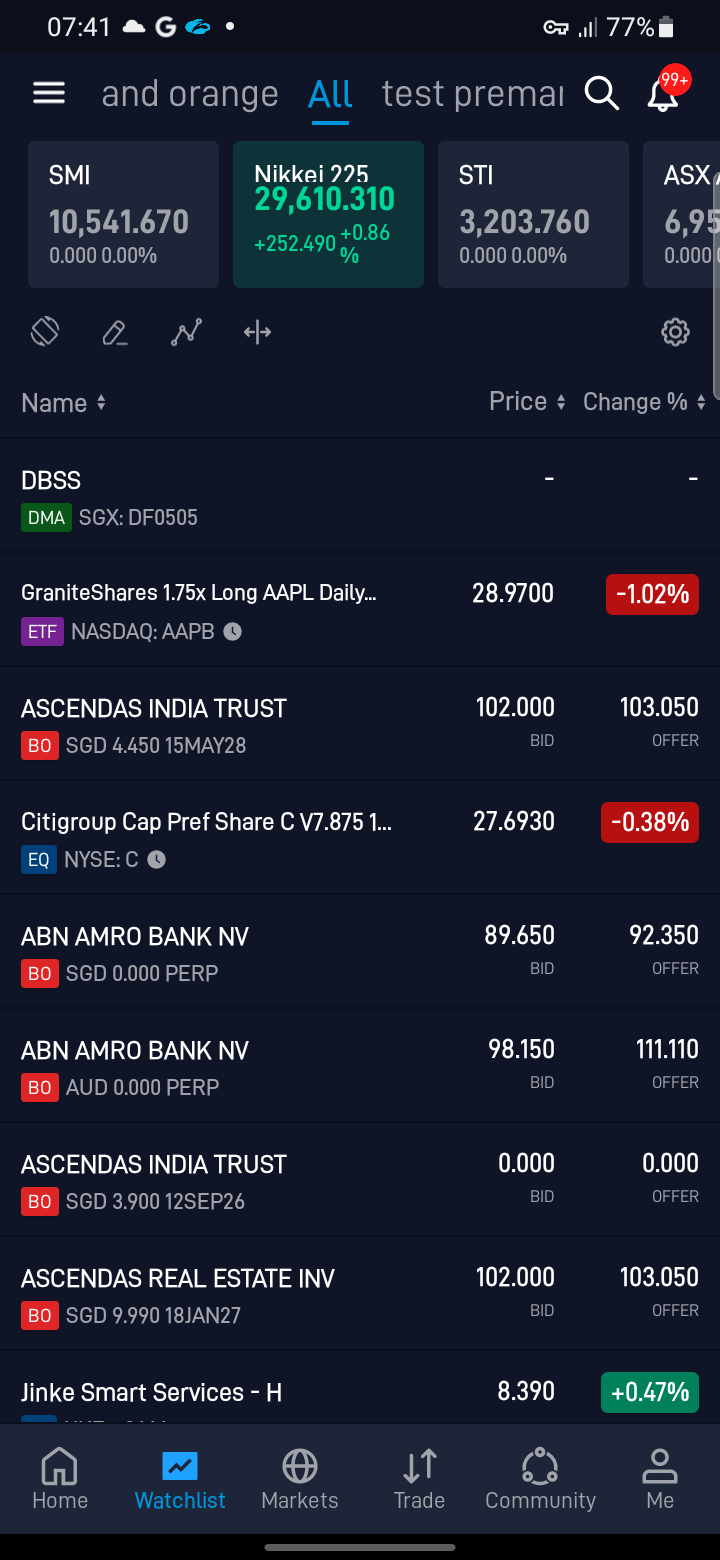 07:41 77%
and orange All test premar 99+
SMI
10,541.670
0.000 0.00%
Nikkei 225
29,610.310
+252.490 +0.86
%
STI
3,203.760
0.000 0.00%
ASX
6,95
0.000
Name Price Change %
DBSS - -
DMA SGX: DF0505
GraniteShares 1.75x Long AAPL Daily... 28.9700 -1.02%
ETF NASDAQ: AAPB
ASCENDAS INDIA TRUST 102.000 103.050
BO SGD 4.450 15MAY28 BID OFFER
Citigroup Cap Pref Share C V7.875 1... 27.6930 -0.38%
EQ NYSE: C
ABN AMRO BANK NV 89.650 92.350
BO SGD 0.000 PERP BID OFFER
ABN AMRO BANK NV 98.150 111.110
BO AUD 0.000 PERP BID OFFER
ASCENDAS INDIA TRUST 0.000 0.000
BO SGD 3.900 12SEP26 BID OFFER
ASCENDAS REAL ESTATE INV 102.000 103.050
BO SGD 9.990 18JAN27 BID OFFER
Jinke Smart Services - H 8.390 +0.47%
Home Watchlist Markets Trade Community Me